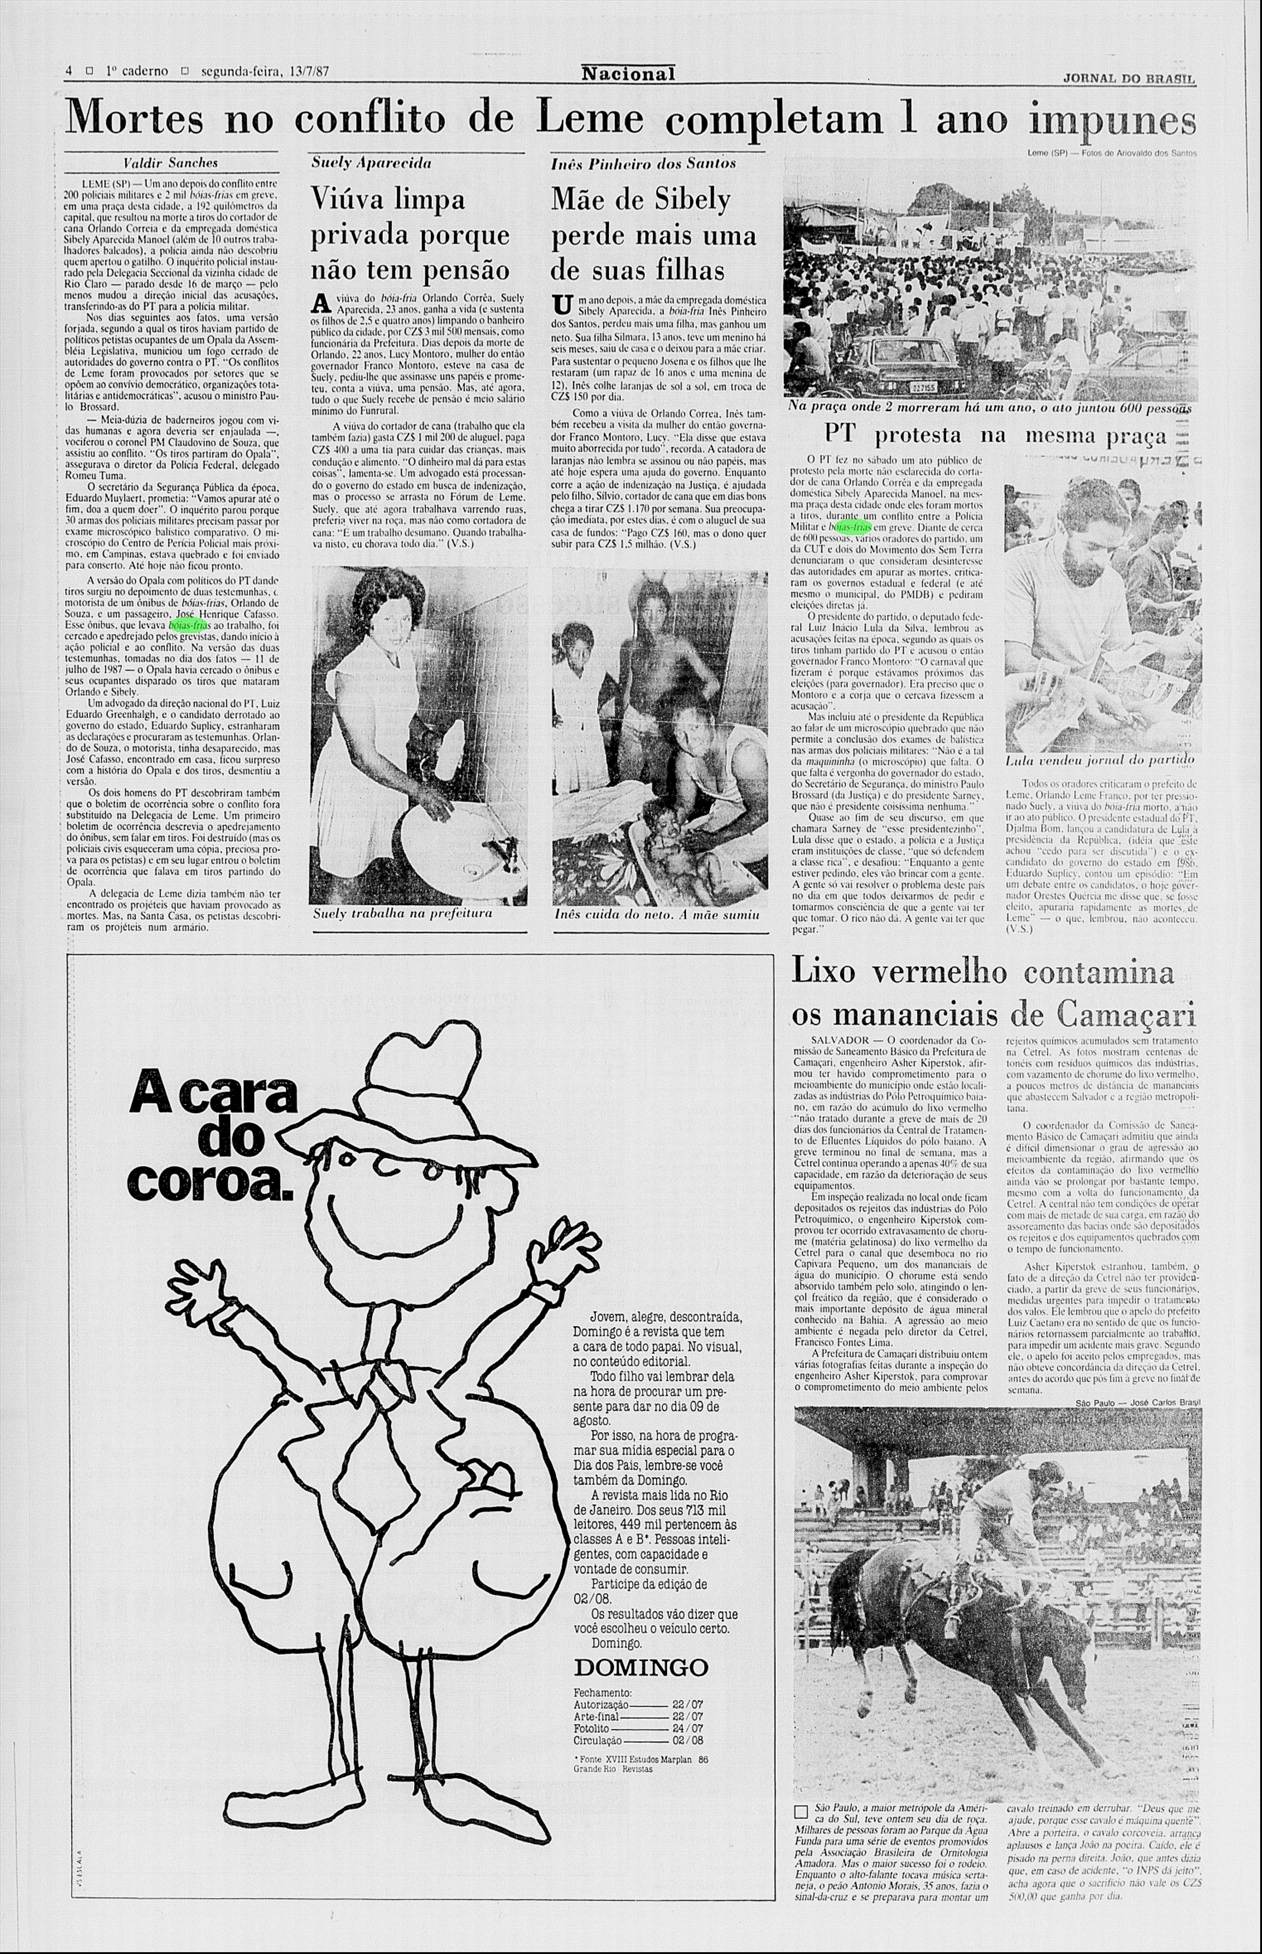 4 □ 1º caderno □ segunda-feira, 13/7/87
Nacional
JORNAL DO BRASIL
Mortes no conflito de Leme completam 1 ano impunes
Valdir Sanches
LEME (SP) — Um ano depois do conflito entre
200 policiais militares e 2 mil bóias-frias em greve,
em uma praça desta cidade, a 192 quilômetros da
capital, que resultou na morte a tiros do cortador de
cana Orlando Correia e da empregada doméstica
Sibely Aparecida Manoel (além de 10 outros traba-
lhadores baleados), a polícia ainda não descobriu
quem apertou o gatilho. O inquérito policial instau-
rado pela Delegacia Seccional da vizinha cidade de
Rio Claro — parado desde 16 de março — pelo
menos mudou a direção inicial das acusações,
transferindo-as do PT para a polícia militar.
Nos dias seguintes aos fatos, uma versão
forjada, segundo a qual os tiros haviam partido de
políticos petistas ocupantes de um Opala da Assem-
bléia Legislativa, municiou um fogo cerrado de
autoridades do governo contra o PT. "Os conflitos
de Leme foram provocados por setores que se
opõem ao convívio democrático, organizações tota-
litárias e antidemocráticas", acusou o ministro Pau-
lo Brossard.
— Meia-dúzia de baderneiros jogou com vi-
das humanas e agora deveria ser enjaulada —,
vociferou o coronel PM Claudovino de Souza, que
assistiu ao conflito. "Os tiros partiram do Opala",
assegurava o diretor da Polícia Federal, delegado
Romeu Tuma.
O secretário da Segurança Pública da época,
Eduardo Muylaert, prometia: "Vamos apurar até o
fim, doa a quem doer". O inquérito parou porque
30 armas dos policiais militares precisam passar por
exame microscópico balístico comparativo. O mi-
croscópio do Centro de Perícia Policial mais próxi-
mo, em Campinas, estava quebrado e foi enviado
para conserto. Até hoje não ficou pronto.
A versão do Opala com políticos do PT dando
tiros surgiu no depoimento de duas testemunhas,
motorista de um ônibus de bóias-frias, Orlando de
Souza, e um passageiro, José Henrique Cafasso.
Esse ônibus, que levava bóias-frias ao trabalho, foi
cercado e apedrejado pelos grevistas, dando início à
ação policial e ao conflito. Na versão das duas
testemunhas, tomadas no dia dos fatos — 11 de
julho de 1987 — o Opala havia cercado o ônibus e
seus ocupantes disparado os tiros que mataram
Orlando e Sibely.
Um advogado da direção nacional do PT, Luiz
Eduardo Greenhalgh, e o candidato derrotado ao
governo do estado, Eduardo Suplicy, estranharam
as declarações e procuraram as testemunhas. Orlan-
do de Souza, o motorista, tinha desaparecido, mas
José Cafasso, encontrado em casa, ficou surpreso
com a história do Opala e dos tiros, desmentiu a
versão.
Os dois homens do PT descobriram também
que o boletim de ocorrência sobre o conflito fora
substituído na Delegacia de Leme. Um primeiro
boletim de ocorrência descrevia o apedrejamento
do ônibus, sem falar em tiros. Foi destruído (mas os
policiais civis esqueceram uma cópia, preciosa pro-
va para os petistas) e em seu lugar entrou o boletim
de ocorrência que falava em tiros partindo do
Opala.
A delegacia de Leme dizia também não ter
encontrado os projéteis que haviam provocado as
mortes. Mas, na Santa Casa, os petistas descobri-
ram os projéteis num armário.
Suely Aparecida
Viúva limpa
privada porque
não tem pensão
A viúva do bóia-fria Orlando Corrêa, Suely
Aparecida, 23 anos, ganha a vida (e sustenta
os filhos de 2,5 e quatro anos) limpando o banheiro
público da cidade, por CZ$ 3 mil 500 mensais, como
funcionária da Prefeitura. Dias depois da morte de
Orlando, 22 anos, Lucy Montoro, mulher do então
governador Franco Montoro, esteve na casa de
Suely, pediu-lhe que assinasse uns papéis e prome-
teu, conta a viúva, uma pensão. Mas, até agora,
tudo o que Suely recebe de pensão é meio salário
mínimo do Funrural.
A viúva do cortador de cana (trabalho que ela
também fazia) gasta CZ$ 1 mil 200 de aluguel, paga
CZ$ 400 a uma tia para cuidar das crianças, mais
condução e alimento. "O dinheiro mal dá para estas
coisas", lamenta-se. Um advogado está processan-
do o governo do estado em busca de indenização,
mas o processo se arrasta no Fórum de Leme.
Suely, que até agora trabalhava varrendo ruas,
preferia viver na roça, mas não como cortadora de
cana: "É um trabalho desumano. Quando trabalha-
va nisto, eu chorava todo dia." (V.S.)
Suely trabalha na prefeitura
Inês Pinheiro dos Santos
Mãe de Sibely
perde mais uma
de suas filhas
Um ano depois, a mãe da empregada doméstica
Sibely Aparecida, a bóia-fria Inês Pinheiro
dos Santos, perdeu mais uma filha, mas ganhou um
neto. Sua filha Silmara, 13 anos, teve um menino há
seis meses, saiu de casa e o deixou para a mãe criar.
Para sustentar o pequeno Josena e os filhos que lhe
restaram (um rapaz de 16 anos e uma menina de
12), Inês colhe laranjas de sol a sol, em troca de
CZ$ 150 por dia.
Como a viúva de Orlando Correa, Inês tam-
bém recebeu a visita da mulher do então governa-
dor Franco Montoro, Lucy. "Ela disse que estava
muito aborrecida por tudo", recorda. A catadora de
laranjas não lembra se assinou ou não papéis, mas
até hoje espera uma ajuda do governo. Enquanto
corre a ação de indenização na Justiça, é ajudada
pelo filho, Sílvio, cortador de cana que em dias bons
chega a tirar CZ$ 1.170 por semana. Sua preocupa-
ção imediata, por estes dias, é com o aluguel de sua
casa de fundos: "Pago CZ$ 160, mas o dono quer
subir para CZ$ 1,5 milhão. (V.S.)
Inês cuida do neto. A mãe sumiu
Leme (SP) — Fotos de Ariovaldo dos Santos
Na praça onde 2 morreram há um ano, o ato juntou 600 pessoas
PT protesta na mesma praça
O PT fez no sábado um ato público de
protesto pela morte não esclarecida do corta-
dor de cana Orlando Corrêa e da empregada
doméstica Sibely Aparecida Manoel, na mes-
ma praça desta cidade onde eles foram mortos
a tiros, durante um conflito entre a Polícia
Militar e bóias-frias em greve. Diante de cerca
de 600 pessoas, vários oradores do partido, um
da CUT e dois do Movimento dos Sem Terra
denunciaram o que consideram desinteresse
das autoridades em apurar as mortes, critica-
ram os governos estadual e federal (e até
mesmo o municipal, do PMDB) e pediram
eleições diretas já.
O presidente do partido, o deputado fede-
ral Luiz Inácio Lula da Silva, lembrou as
acusações feitas na época, segundo as quais os
tiros tinham partido do PT e acusou o então
governador Franco Montoro: "O carnaval que
fizeram é porque estávamos próximos das
eleições (para governador). Era preciso que o
Montoro e a corja que o cercava fizessem a
acusação".
Mas incluiu até o presidente da República
ao falar de um microscópio quebrado que não
permite a conclusão dos exames de balística
nas armas dos policiais militares: "Não é a tal
da maquininha (o microscópio) que falta. O
que falta é vergonha do governador do estado,
do Secretário de Segurança, do ministro Paulo
Brossard (da Justiça) e do presidente Sarney,
que não é presidente coisíssima nenhuma."
Quase ao fim de seu discurso, em que
chamara Sarney de "esse presidentezinho",
Lula disse que o estado, a polícia e a Justiça
eram instituições de classe, "que só defendem
a classe rica", e desafiou: "Enquanto a gente
estiver pedindo, eles vão brincar com a gente.
A gente só vai resolver o problema deste país
no dia em que todos deixarmos de pedir e
tomarmos consciência de que a gente vai ter
que tomar. O rico não dá. A gente vai ter que
pegar."
Lula vendeu jornal do partido
Todos os oradores criticaram o prefeito de
Leme, Orlando Leme Franco, por ter pressio-
nado Suely, a viúva do bóia-fria morto, a não
ir ao ato público. O presidente estadual do PT,
Djalma Bom, lançou a candidatura de Lula à
presidência da República, (idéia que este
achou "cedo para ser discutida") e o ex-
candidato do governo do estado em 1986,
Eduardo Suplicy, contou um episódio: "Em
um debate entre os candidatos, o hoje gover-
nador Orestes Quércia me disse que, se fosse
eleito, apuraria rapidamente as mortes de
Leme" — o que, lembrou, não aconteceu.
(V.S.)
Lixo vermelho contamina
os mananciais de Camaçari
SALVADOR — O coordenador da Co-
missão de Saneamento Básico da Prefeitura de
Camaçari, engenheiro Asher Kiperstok, afir-
mou ter havido comprometimento para o
meioambiente do município onde estão locali-
zadas as indústrias do Pólo Petroquímico baia-
no, em razão do acúmulo do lixo vermelho
"não tratado durante a greve de mais de 20
dias dos funcionários da Central de Tratamen-
to de Efluentes Líquidos do pólo baiano. A
greve terminou no final de semana, mas a
Cetrel continua operando a apenas 40% de sua
capacidade, em razão da deterioração de seus
equipamentos.
Em inspeção realizada no local onde ficam
depositados os rejeitos das indústrias do Pólo
Petroquímico, o engenheiro Kiperstok com-
provou ter ocorrido extravasamento de choru-
me (matéria gelatinosa) do lixo vermelho da
Cetrel para o canal que desemboca no rio
Capivara Pequeno, um dos mananciais de
água do município. O chorume está sendo
absorvido também pelo solo, atingindo o len-
çol freático da região, que é considerado o
mais importante depósito de água mineral
conhecido na Bahia. A agressão ao meio
ambiente é negada pelo diretor da Cetrel,
Francisco Fontes Lima.
A Prefeitura de Camaçari distribuiu ontem
várias fotografias feitas durante a inspeção do
engenheiro Asher Kiperstok, para comprovar
o comprometimento do meio ambiente pelos
rejeitos químicos acumulados sem tratamento
na Cetrel. As fotos mostram centenas de
tonéis com resíduos químicos das indústrias,
com vazamento de chorume do lixo vermelho,
a poucos metros de distância de mananciais
que abastecem Salvador e a região metropoli-
tana.
O coordenador da Comissão de Sanea-
mento Básico de Camaçari admitiu que ainda
é difícil dimensionar o grau de agressão ao
meioambiente da região, afirmando que os
efeitos da contaminação do lixo vermelho
ainda vão se prolongar por bastante tempo,
mesmo com a volta do funcionamento da
Cetrel. A central não tem condições de operar
com mais de metade de sua carga, em razão do
assoreamento das bacias onde são depositados
os rejeitos e dos equipamentos quebrados com
o tempo de funcionamento.
Asher Kiperstok estranhou, também, o
fato de a direção da Cetrel não ter providen-
ciado, a partir da greve de seus funcionários,
medidas urgentes para impedir o tratamento
dos valos. Ele lembrou que o apelo do prefeito
Luiz Caetano era no sentido de que os funcio-
nários retornassem parcialmente ao trabalho,
para impedir um acidente mais grave. Segundo
ele, o apelo foi aceito pelos empregados, mas
não obteve concordância da direção da Cetrel,
antes do acordo que pôs fim à greve no final de
semana.
São Paulo — José Carlos Brasil
□ São Paulo, a maior metrópole da Améri-
ca do Sul, teve ontem seu dia de roça.
Milhares de pessoas foram ao Parque da Água
Funda para uma série de eventos promovidos
pela Associação Brasileira de Ornitologia
Amadora. Mas o maior sucesso foi o rodeio.
Enquanto o alto-falante tocava música serta-
neja, o peão Antonio Morais, 35 anos, fazia o
sinal-da-cruz e se preparava para montar um
cavalo treinado em derrubar. "Deus que me
ajude, porque esse cavalo é máquina quente".
Abre a porteira, o cavalo corcoveia, arranca
aplausos e lança João na poeira. Caído, ele é
pisado na perna direita. João, que antes dizia
que, em caso de acidente, "o INPS dá jeito",
acha agora que o sacrifício não vale os CZ$
500,00 que ganha por dia.
A cara
do
coroa.
Jovem, alegre, descontraída,
Domingo é a revista que tem
a cara de todo papai. No visual,
no conteúdo editorial.
Todo filho vai lembrar dela
na hora de procurar um pre-
sente para dar no dia 09 de
agosto.
Por isso, na hora de progra-
mar sua mídia especial para o
Dia dos Pais, lembre-se você
também da Domingo.
A revista mais lida no Rio
de Janeiro. Dos seus 713 mil
leitores, 449 mil pertencem às
classes A e B*. Pessoas inteli-
gentes, com capacidade e
vontade de consumir.
Participe da edição de
02/08.
Os resultados vão dizer que
você escolheu o veículo certo.
Domingo.
DOMINGO
Fechamento:
Autorização 22/07
Arte-final 22/07
Fotolito 24/07
Circulação 02/08
* Fonte XVIII Estudos Marplan 86
Grande Rio Revistas